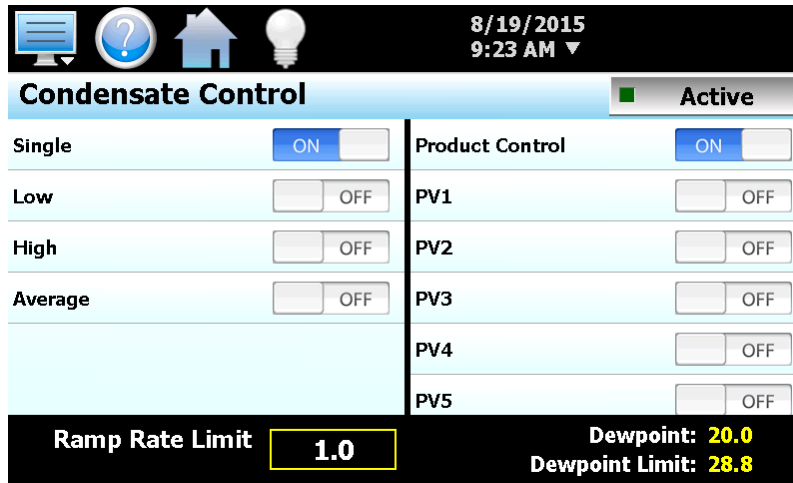 8/19/2015
9:23 AM ▼
Condensate Control
Active
Single ON
Low OFF
High OFF
Average OFF
Product Control ON
PV1 OFF
PV2 OFF
PV3 OFF
PV4 OFF
PV5 OFF
Ramp Rate Limit 1.0
Dewpoint: 20.0
Dewpoint Limit: 28.8